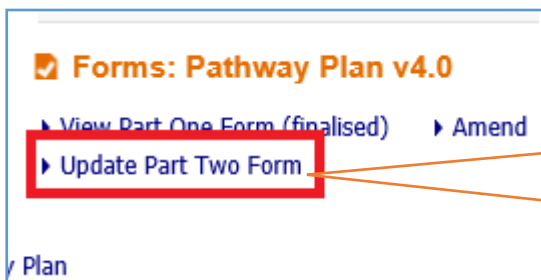 Forms: Pathway Plan v4.0
View Part One Form (finalised) Amend
Update Part Two Form
y Plan